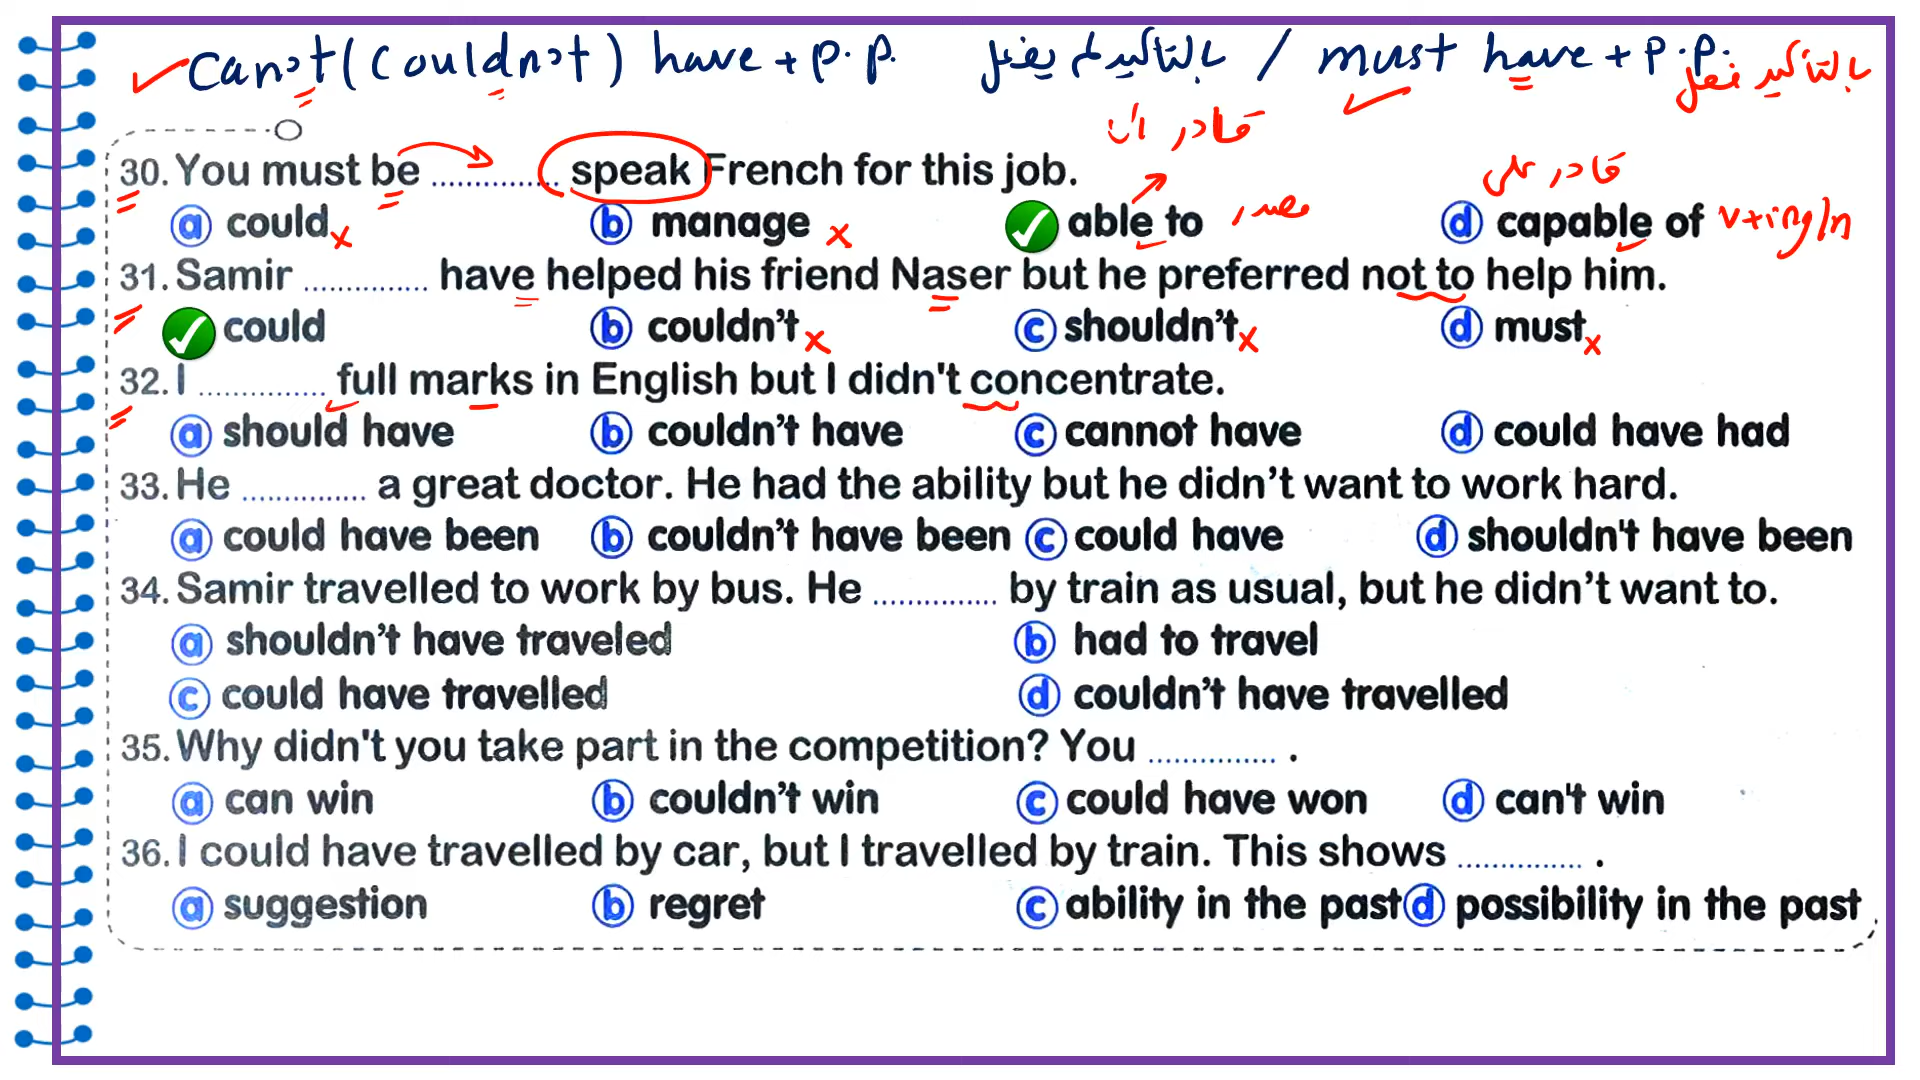 Cannot (Couldnot) have + p.p. بالتأكيد لم يفعل / must have + p.p. بالتأكيد فعل
قادر أن
30. You must be ............... speak French for this job.
قادر على
ⓐ could x ⓑ manage x able to مصدر ⓓ capable of v+ing/n
31. Samir ............... have helped his friend Naser but he preferred not to help him.
could ⓑ couldn't x ⓒ shouldn't x ⓓ must x
32. I ............... full marks in English but I didn't concentrate.
ⓐ should have ⓑ couldn't have ⓒ cannot have ⓓ could have had
33. He ............... a great doctor. He had the ability but he didn't want to work hard.
ⓐ could have been ⓑ couldn't have been ⓒ could have ⓓ shouldn't have been
34. Samir travelled to work by bus. He ............... by train as usual, but he didn't want to.
ⓐ shouldn't have traveled ⓑ had to travel
ⓒ could have travelled ⓓ couldn't have travelled
35. Why didn't you take part in the competition? You ............... .
ⓐ can win ⓑ couldn't win ⓒ could have won ⓓ can't win
36. I could have travelled by car, but I travelled by train. This shows ............... .
ⓐ suggestion ⓑ regret ⓒ ability in the past ⓓ possibility in the past